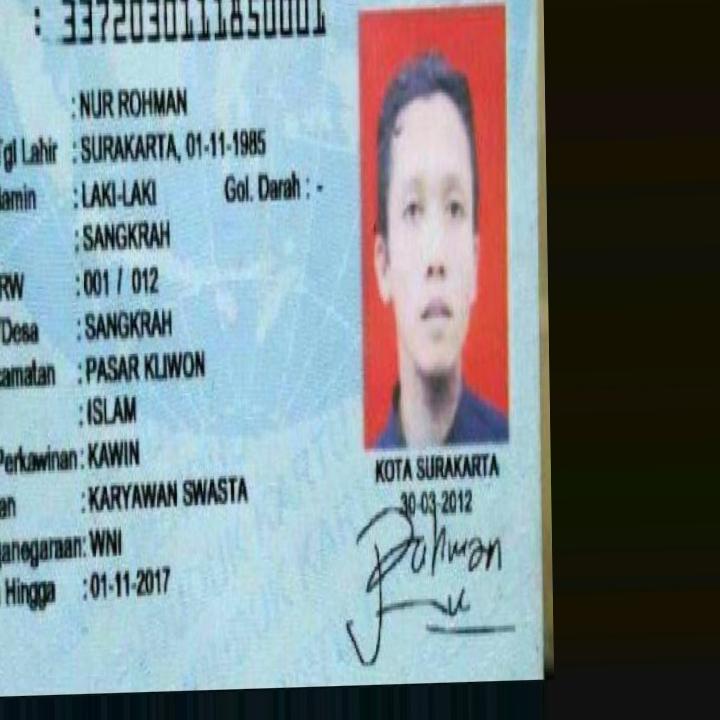 : 3372030111850001
: NUR ROHMAN
Tgl Lahir : SURAKARTA, 01-11-1985
lamin : LAKI-LAKI Gol. Darah : -
: SANGKRAH
RW : 001 / 012
/Desa : SANGKRAH
camatan : PASAR KLIWON
: ISLAM
Perkawinan: KAWIN
an : KARYAWAN SWASTA
ganegaraan: WNI
Hingga : 01-11-2017
KOTA SURAKARTA
30-03-2012
Rohman